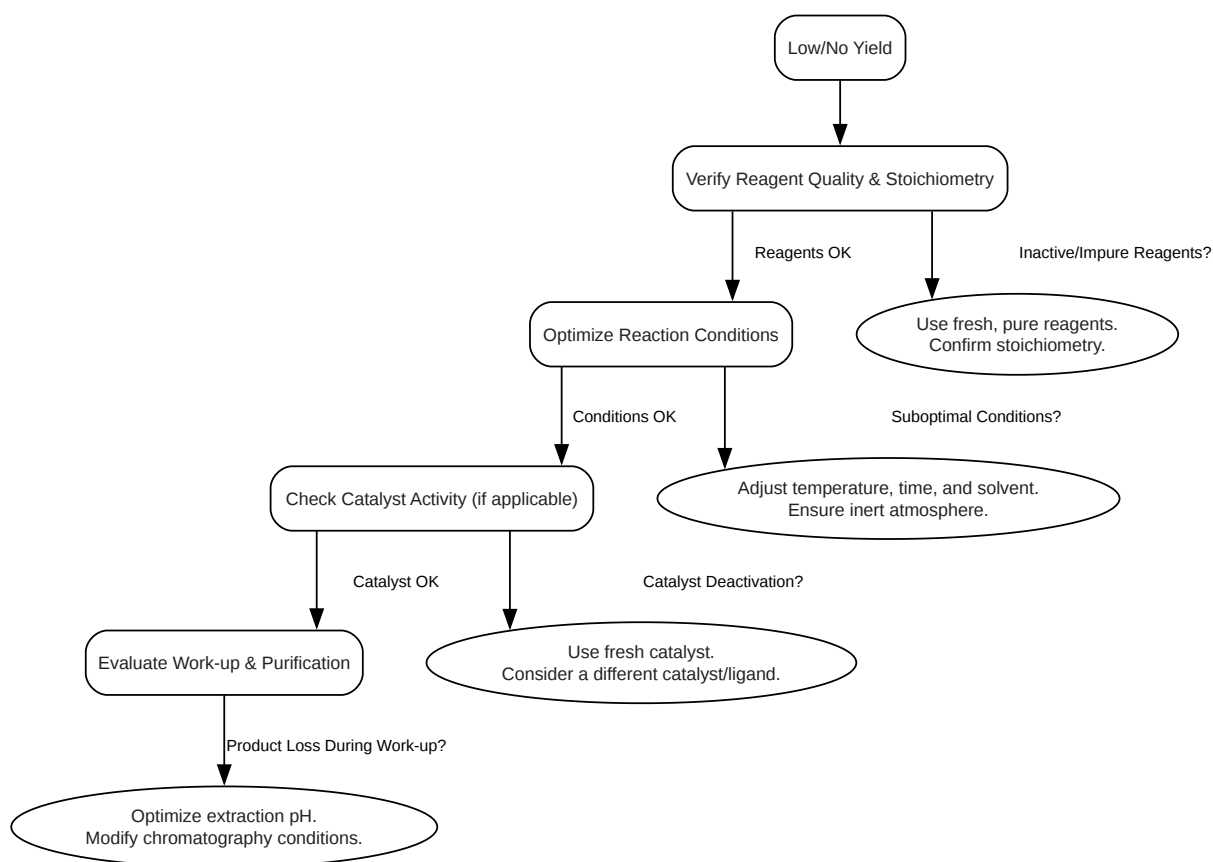 Low/No Yield
Verify Reagent Quality & Stoichiometry
Reagents OK
Inactive/Impure Reagents?
Optimize Reaction Conditions
Use fresh, pure reagents.
Confirm stoichiometry.
Conditions OK
Suboptimal Conditions?
Check Catalyst Activity (if applicable)
Adjust temperature, time, and solvent.
Ensure inert atmosphere.
Catalyst OK
Catalyst Deactivation?
Evaluate Work-up & Purification
Use fresh catalyst.
Consider a different catalyst/ligand.
Product Loss During Work-up?
Optimize extraction pH.
Modify chromatography conditions.